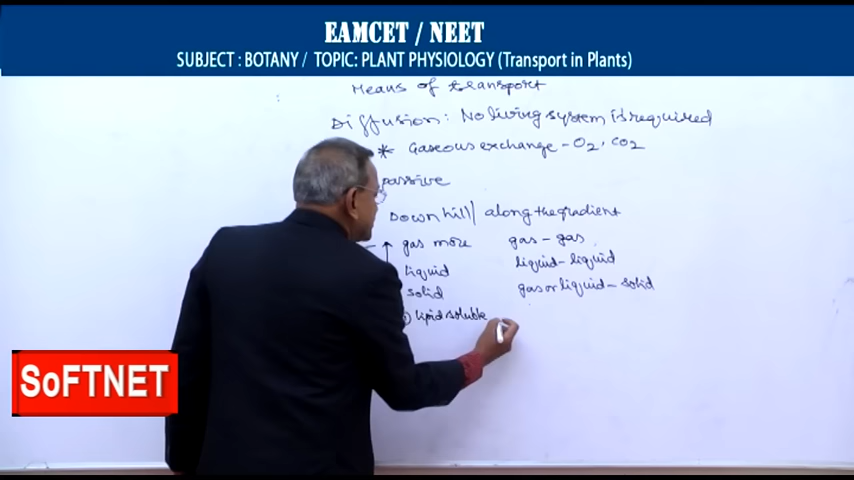 EAMCET / NEET
SUBJECT : BOTANY / TOPIC: PLANT PHYSIOLOGY (Transport in Plants)
Means of transport
Diffusion: No living system is required
* Gaseous exchange - O2, CO2
passive
Down hill/ along the gradient
gas more gas - gas
liquid liquid - liquid
solid gas or liquid - solid
lipid soluble
SoFTNET